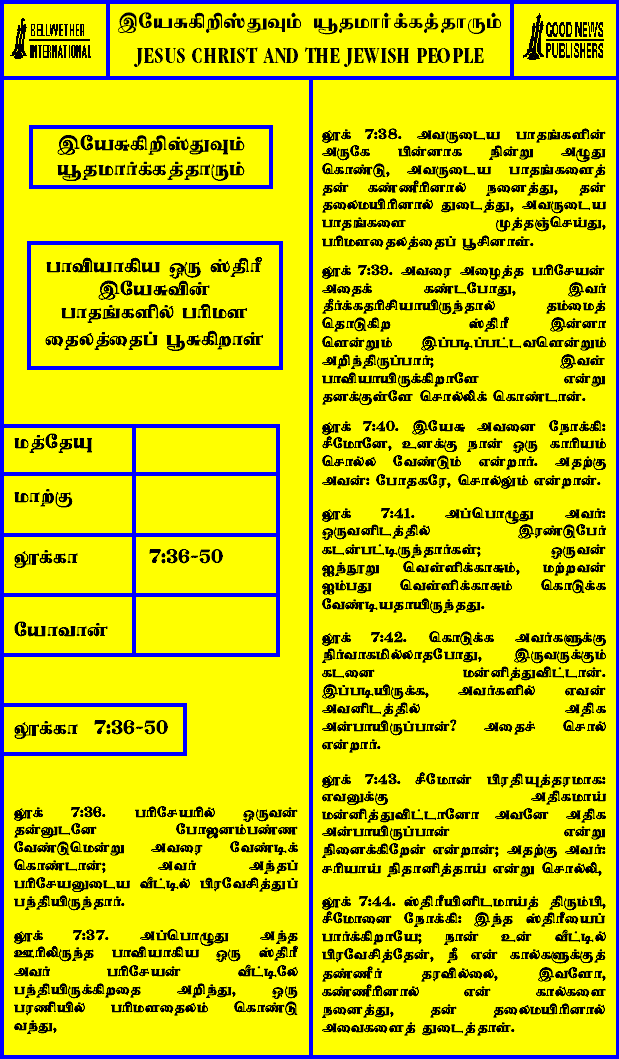 BELLWETHER
INTERNATIONAL
இயேசுகிறிஸ்துவும் யூதமார்க்கத்தாரும்
JESUS CHRIST AND THE JEWISH PEOPLE
GOOD NEWS
PUBLISHERS
இயேசுகிறிஸ்துவும்
யூதமார்க்கத்தாரும்
பாவியாகிய ஒரு ஸ்திரீ
இயேசுவின்
பாதங்களில் பரிமள
தைலத்தைப் பூசுகிறாள்
மத்தேயு
மாற்கு
லூக்கா 7:36-50
யோவான்
லூக்கா 7:36-50
லூக் 7:36. பரிசேயரில் ஒருவன்
தன்னுடனே போஜனம்பண்ண
வேண்டுமென்று அவரை வேண்டிக்
கொண்டான்; அவர் அந்தப்
பரிசேயனுடைய வீட்டில் பிரவேசித்துப்
பந்தியிருந்தார்.
லூக் 7:37. அப்பொழுது அந்த
ஊரிலிருந்த பாவியாகிய ஒரு ஸ்திரீ
அவர் பரிசேயன் வீட்டிலே
பந்தியிருக்கிறதை அறிந்து, ஒரு
பரணியில் பரிமளதைலம் கொண்டு
வந்து,
லூக் 7:38. அவருடைய பாதங்களின்
அருகே பின்னாக நின்று அழுது
கொண்டு, அவருடைய பாதங்களைத்
தன் கண்ணீரினால் நனைத்து, தன்
தலைமயிரினால் துடைத்து, அவருடைய
பாதங்களை முத்தஞ்செய்து,
பரிமளதைலத்தைப் பூசினாள்.
லூக் 7:39. அவரை அழைத்த பரிசேயன்
அதைக் கண்டபோது, இவர்
தீர்க்கதரிசியாயிருந்தால் தம்மைத்
தொடுகிற ஸ்திரீ இன்னா
ளென்றும் இப்படிப்பட்டவளென்றும்
அறிந்திருப்பார்; இவள்
பாவியாயிருக்கிறாளே என்று
தனக்குள்ளே சொல்லிக் கொண்டான்.
லூக் 7:40. இயேசு அவனை நோக்கி:
சீமோனே, உனக்கு நான் ஒரு காரியம்
சொல்ல வேண்டும் என்றார். அதற்கு
அவன்: போதகரே, சொல்லும் என்றான்.
லூக் 7:41. அப்பொழுது அவர்:
ஒருவனிடத்தில் இரண்டுபேர்
கடன்பட்டிருந்தார்கள்; ஒருவன்
ஐந்நூறு வெள்ளிக்காசும், மற்றவன்
ஐம்பது வெள்ளிக்காசும் கொடுக்க
வேண்டியதாயிருந்தது.
லூக் 7:42. கொடுக்க அவர்களுக்கு
நிர்வாகமில்லாதபோது, இருவருக்கும்
கடனை மன்னித்துவிட்டான்.
இப்படியிருக்க, அவர்களில் எவன்
அவனிடத்தில் அதிக
அன்பாயிருப்பான்? அதைச் சொல்
என்றார்.
லூக் 7:43. சீமோன் பிரதியுத்தரமாக:
எவனுக்கு அதிகமாய்
மன்னித்துவிட்டானோ அவனே அதிக
அன்பாயிருப்பான் என்று
நினைக்கிறேன் என்றான்; அதற்கு அவர்:
சரியாய் நிதானித்தாய் என்று சொல்லி,
லூக் 7:44. ஸ்திரீயினிடமாய்த் திரும்பி,
சீமோனை நோக்கி: இந்த ஸ்திரீயைப்
பார்க்கிறாயே; நான் உன் வீட்டில்
பிரவேசித்தேன், நீ என் கால்களுக்குத்
தண்ணீர் தரவில்லை, இவளோ,
கண்ணீரினால் என் கால்களை
நனைத்து, தன் தலைமயிரினால்
அவைகளைத் துடைத்தாள்.